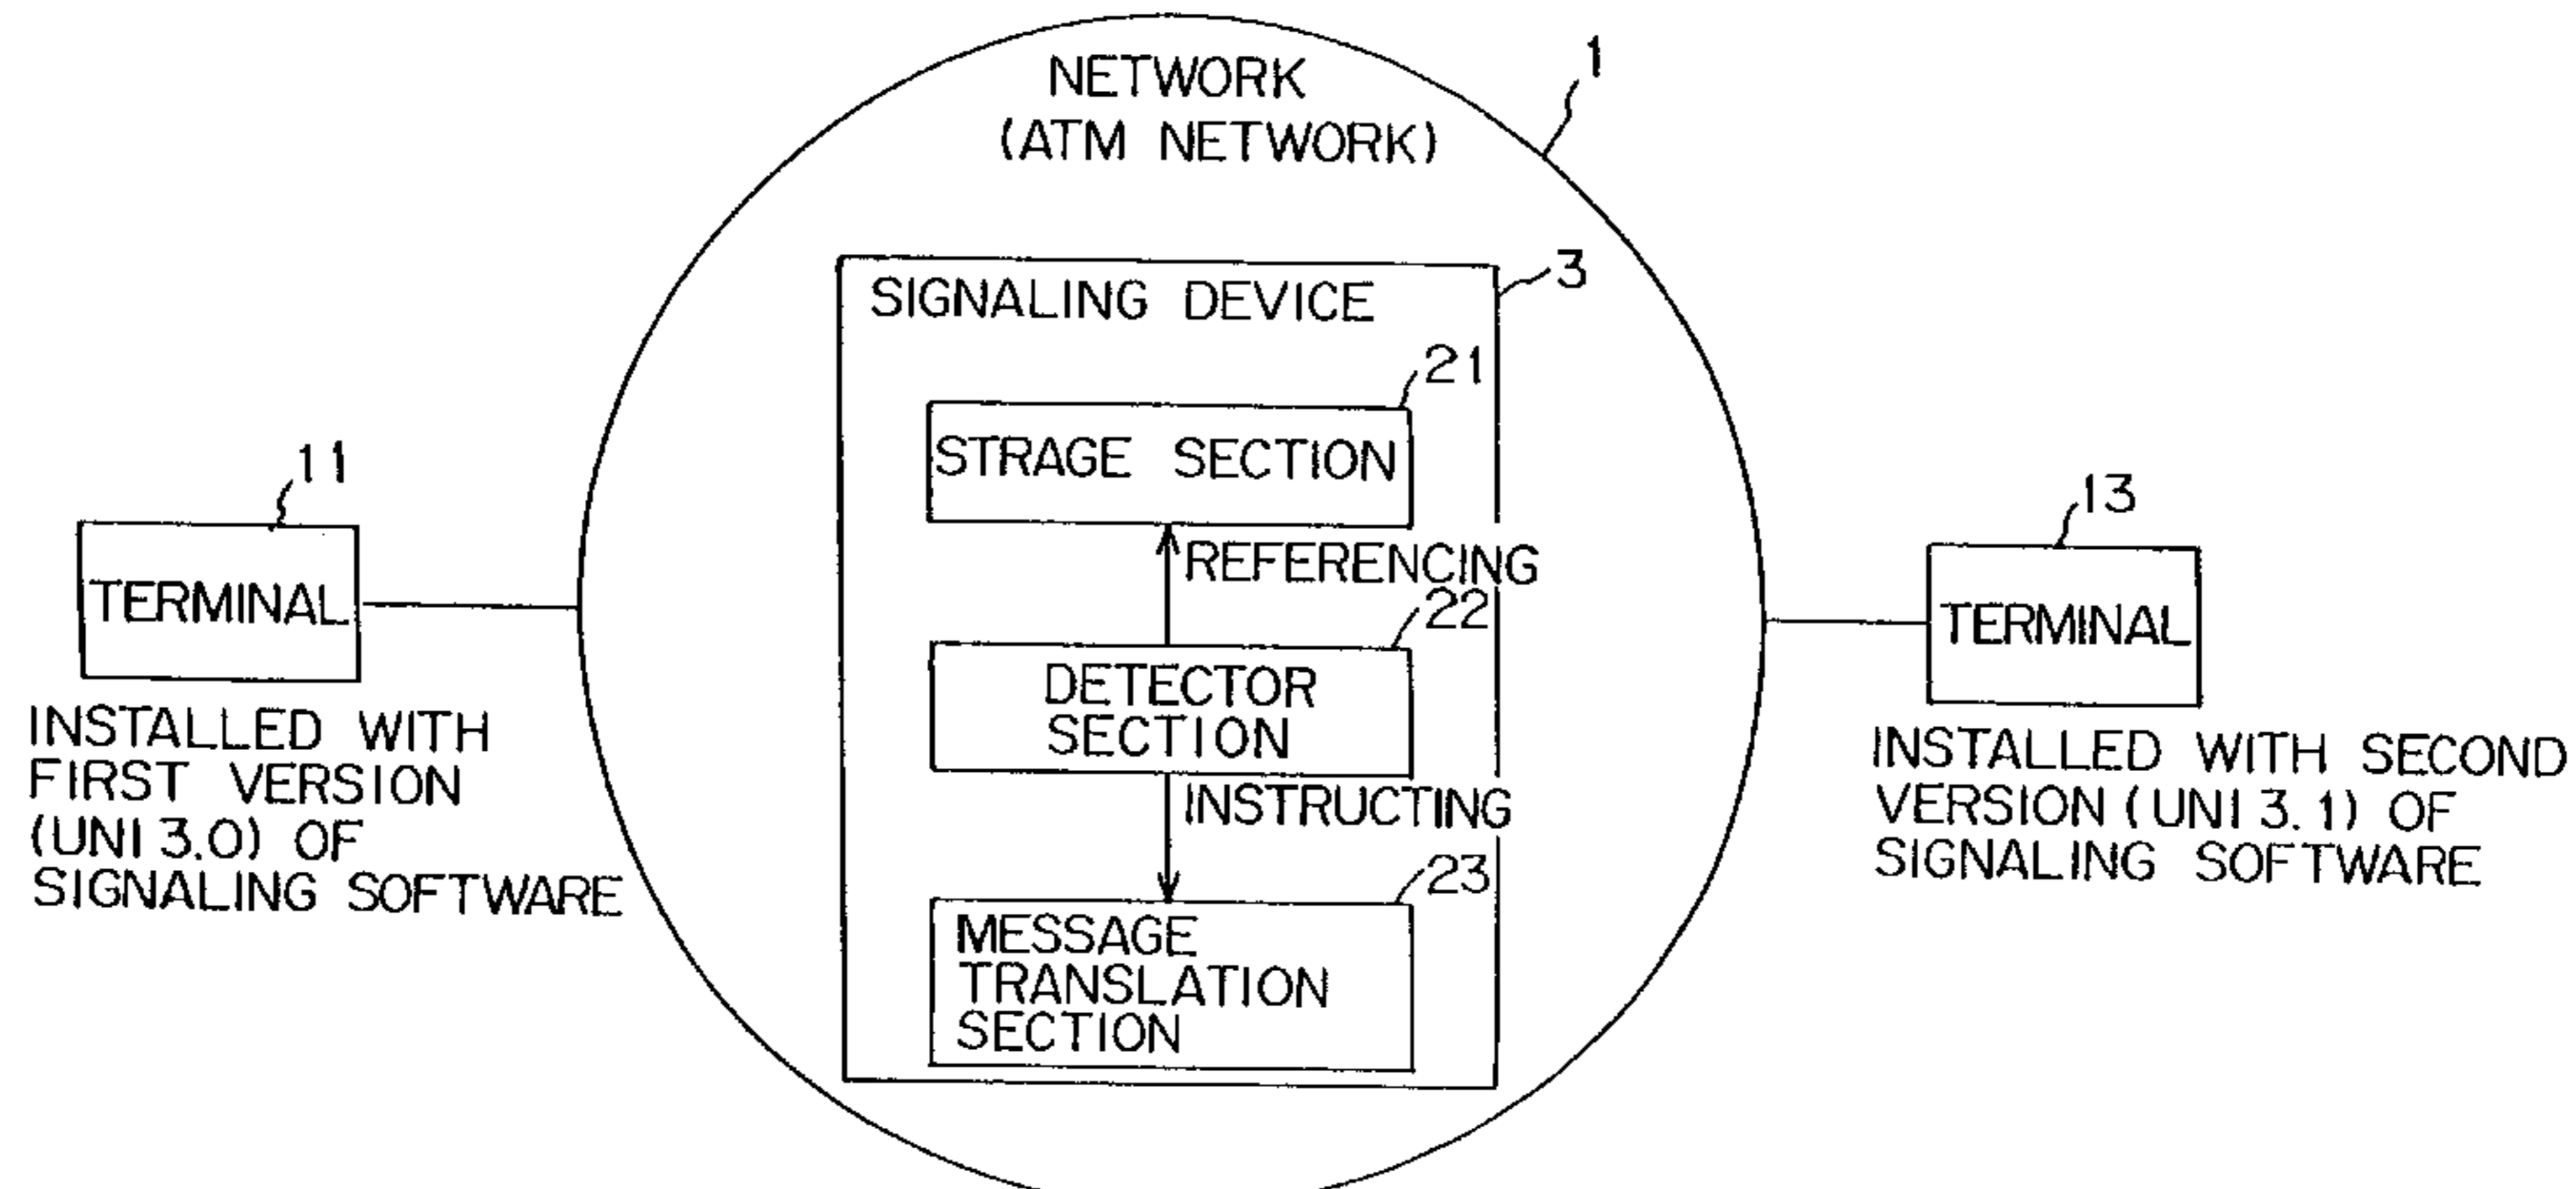 NETWORK
(ATM NETWORK)
1
SIGNALING DEVICE
3
21
STRAGE SECTION
REFERENCING
22
DETECTOR
SECTION
INSTRUCTING
23
MESSAGE
TRANSLATION
SECTION
11
TERMINAL
INSTALLED WITH
FIRST VERSION
(UNI 3.0) OF
SIGNALING SOFTWARE
13
TERMINAL
INSTALLED WITH SECOND
VERSION (UNI 3.1) OF
SIGNALING SOFTWARE